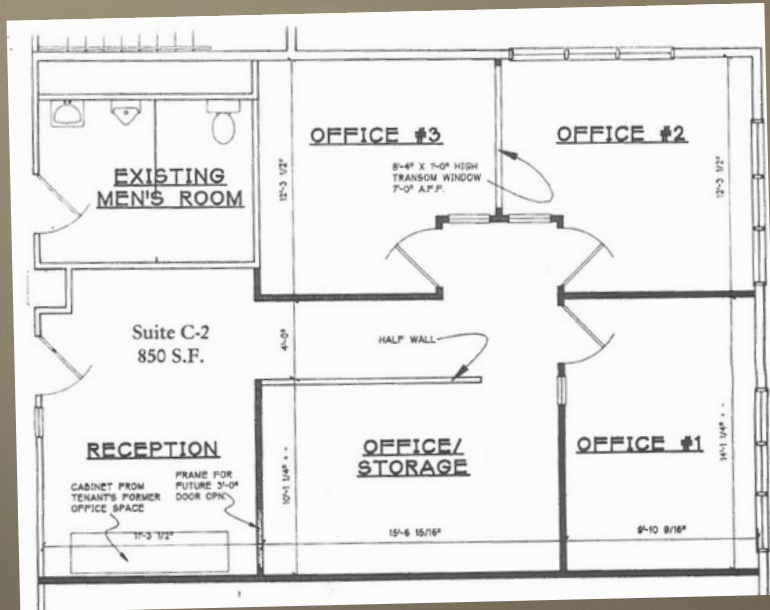 OFFICE #3
OFFICE #2
8'-4" X 1'-0" HIGH
TRANSOM WINDOW
7'-0" A.F.F.
EXISTING
MEN'S ROOM
12'-3 1/2"
12'-3 1/2"
Suite C-2
850 S.F.
4'-0"
HALF WALL
RECEPTION
OFFICE/
STORAGE
OFFICE #1
14'-1 1/4" + -
CABINET FROM
TENANT'S FORMER
OFFICE SPACE
FRAME FOR
FUTURE 3'-0"
DOOR OPN.
10'-1 1/4" + -
11'-3 1/2"
15'-6 15/16"
9'-10 9/16"